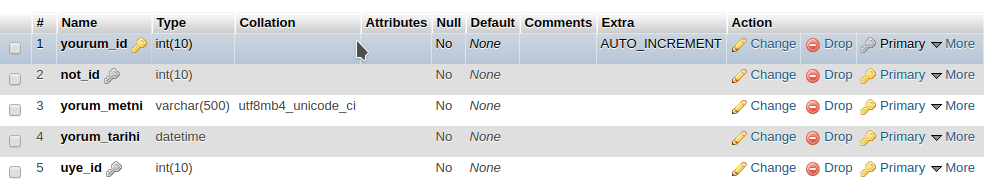 # Name Type Collation Attributes Null Default Comments Extra Action
1 yourum_id int(10) No None AUTO_INCREMENT Change Drop Primary More
2 not_id int(10) No None Change Drop Primary More
3 yorum_metni varchar(500) utf8mb4_unicode_ci No None Change Drop Primary More
4 yorum_tarihi datetime No None Change Drop Primary More
5 uye_id int(10) No None Change Drop Primary More